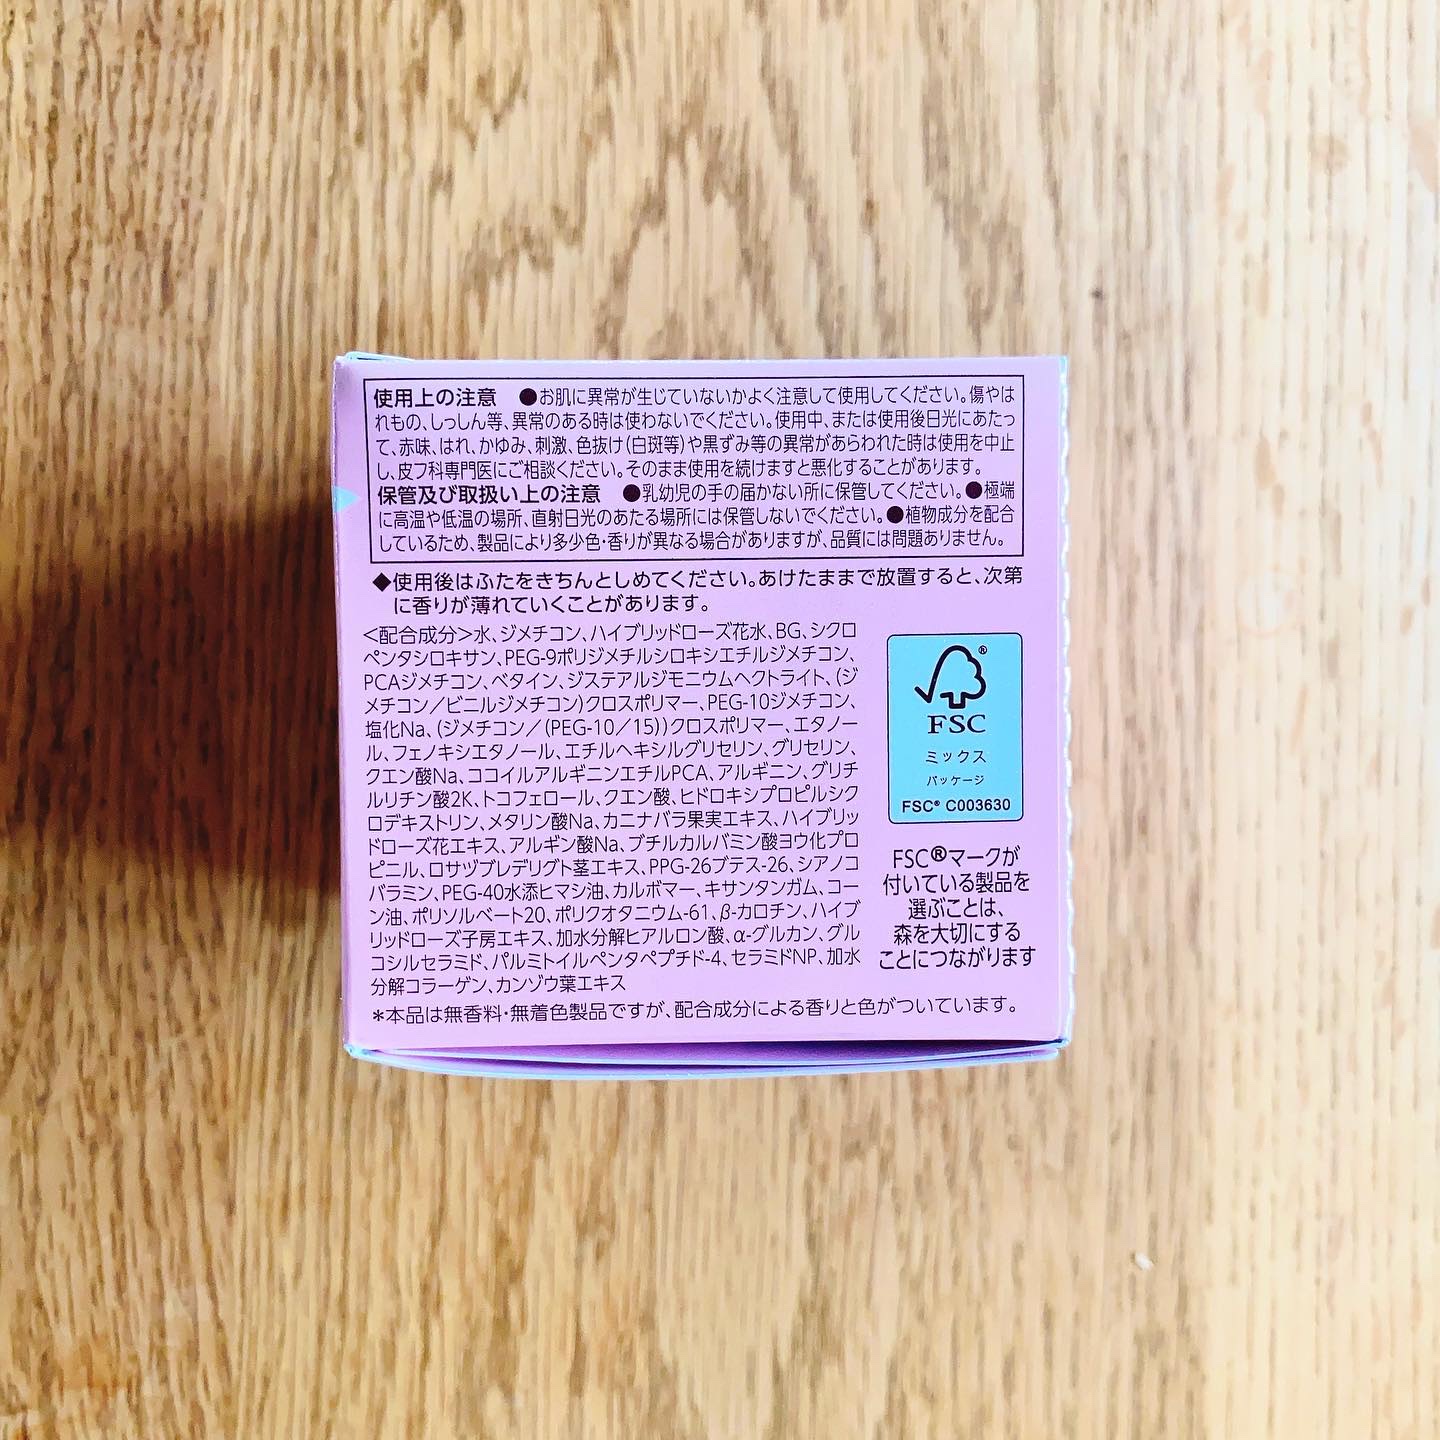 使用上の注意 ●お肌に異常が生じていないかよく注意して使用してください。傷やは
れもの、しっしん等、異常のある時は使わないでください。使用中、または使用後日光にあたっ
て、赤味、はれ、かゆみ、刺激、色抜け(白斑等)や黒ずみ等の異常があらわれた時は使用を中止
し、皮フ科専門医にご相談ください。そのまま使用を続けますと悪化することがあります。
保管及び取扱い上の注意 ●乳幼児の手の届かない所に保管してください。●極端
に高温や低温の場所、直射日光のあたる場所には保管しないでください。●植物成分を配合
しているため、製品により多少色・香りが異なる場合がありますが、品質には問題ありません。
◆使用後はふたをきちんとしめてください。あけたままで放置すると、次第
に香りが薄れていくことがあります。
<配合成分>水、ジメチコン、ハイブリッドローズ花水、BG、シクロ
ペンタシロキサン、PEG-9ポリジメチルシロキシエチルジメチコン、
PCAジメチコン、ベタイン、ジステアルジモニウムヘクトライト、(ジ
メチコン/ビニルジメチコン)クロスポリマー、PEG-10ジメチコン、
塩化Na、(ジメチコン/(PEG-10/15))クロスポリマー、エタノー
ル、フェノキシエタノール、エチルヘキシルグリセリン、グリセリン、
クエン酸Na、ココイルアルギニンエチルPCA、アルギニン、グリチ
ルリチン酸2K、トコフェロール、クエン酸、ヒドロキシプロピルシク
ロデキストリン、メタリン酸Na、カニナバラ果実エキス、ハイブリッ
ドローズ花エキス、アルギン酸Na、ブチルカルバミン酸ヨウ化プロ
ピニル、ロサヅブレデリグト茎エキス、PPG-26ブテス-26、シアノコ
バラミン、PEG-40水添ヒマシ油、カルボマー、キサンタンガム、コー
ン油、ポリソルベート20、ポリクオタニウム-61、β-カロチン、ハイブ
リッドローズ子房エキス、加水分解ヒアルロン酸、α-グルカン、グル
コシルセラミド、パルミトイルペンタペプチド-4、セラミドNP、加水
分解コラーゲン、カンゾウ葉エキス
*本品は無香料・無着色製品ですが、配合成分による香りと色がついています。
®
FSC
ミックス
パッケージ
FSC® C003630
FSC®マークが
付いている製品を
選ぶことは、
森を大切にする
ことにつながります